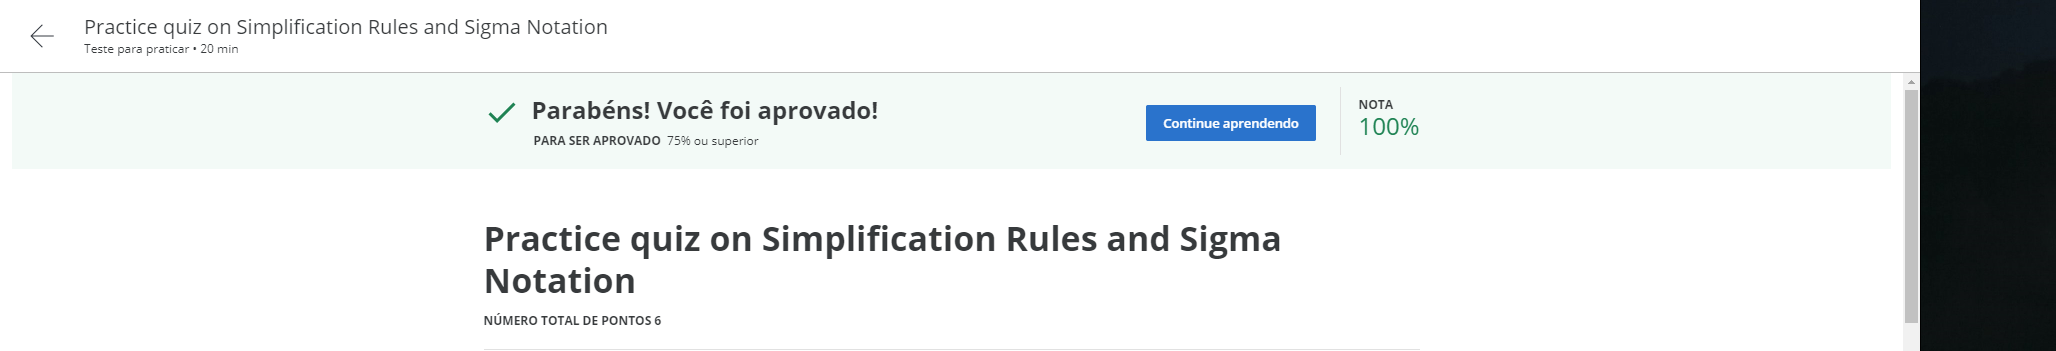 Practice quiz on Simplification Rules and Sigma Notation
Teste para praticar • 20 min
Parabéns! Você foi aprovado!
PARA SER APROVADO 75% ou superior
Continue aprendendo
NOTA
100%
Practice quiz on Simplification Rules and Sigma
Notation
NÚMERO TOTAL DE PONTOS 6